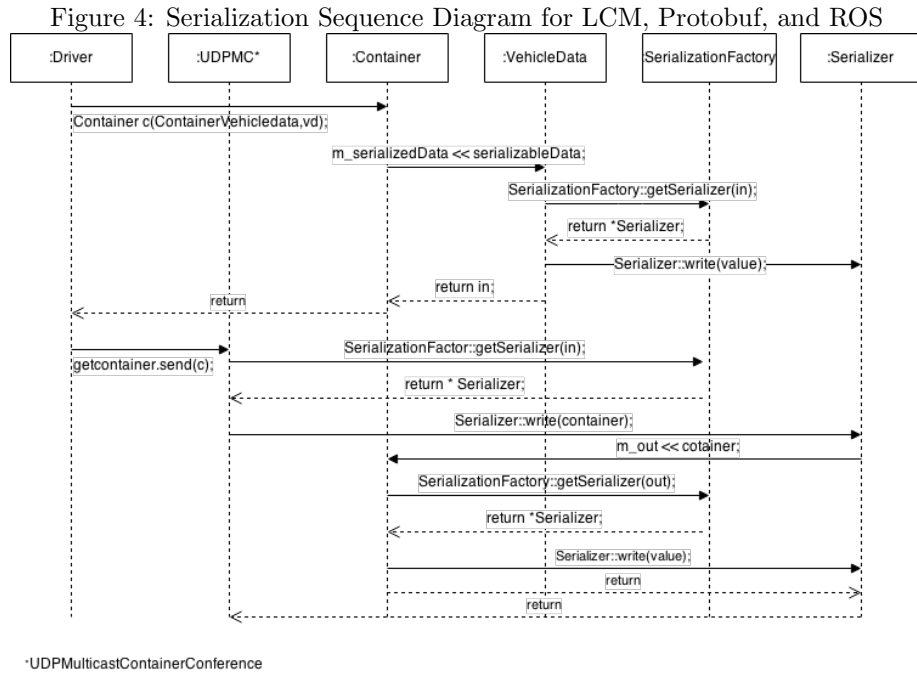 Figure 4: Serialization Sequence Diagram for LCM, Protobuf, and ROS
:Driver
:UDPMC*
:Container
:VehicleData
:SerializationFactory
:Serializer
Container c(ContainerVehicledata,vd);
m_serializedData << serializableData;
SerializationFactory::getSerializer(in);
return *Serializer;
Serializer::write(value);
return in;
return
SerializationFactor::getSerializer(in);
getcontainer.send(c);
return * Serializer;
Serializer::write(container);
m_out << cotainer;
SerializationFactory::getSerializer(out);
return *Serializer;
Serializer::write(value);
return
return
*UDPMulticastContainerConference